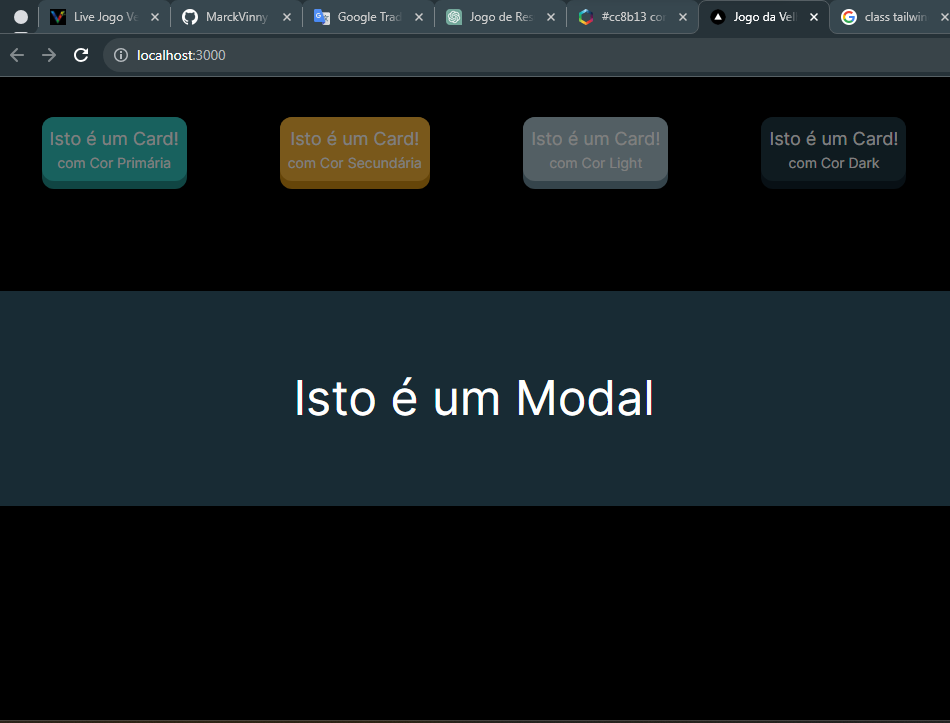 Live Jogo Ve
MarckVinny
Google Trad
Jogo de Res
#cc8b13 cor
Jogo da Vel
class tailwin
localhost:3000
Isto é um Card!
com Cor Primária
Isto é um Card!
com Cor Secundária
Isto é um Card!
com Cor Light
Isto é um Card!
com Cor Dark
Isto é um Modal